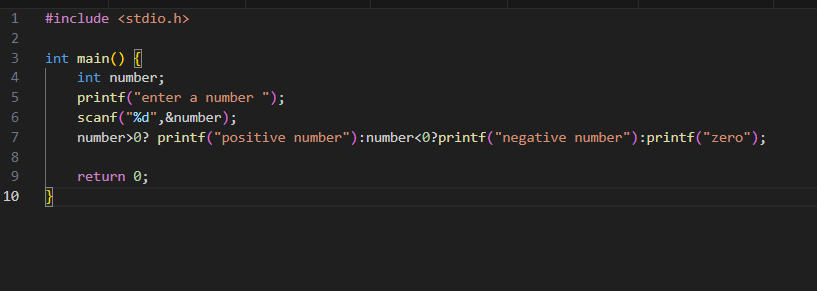 1 #include <stdio.h>
2
3 int main() {
4     int number;
5     printf("enter a number ");
6     scanf("%d",&number);
7     number>0? printf("positive number"):number<0?printf("negative number"):printf("zero");
8
9     return 0;
10 }